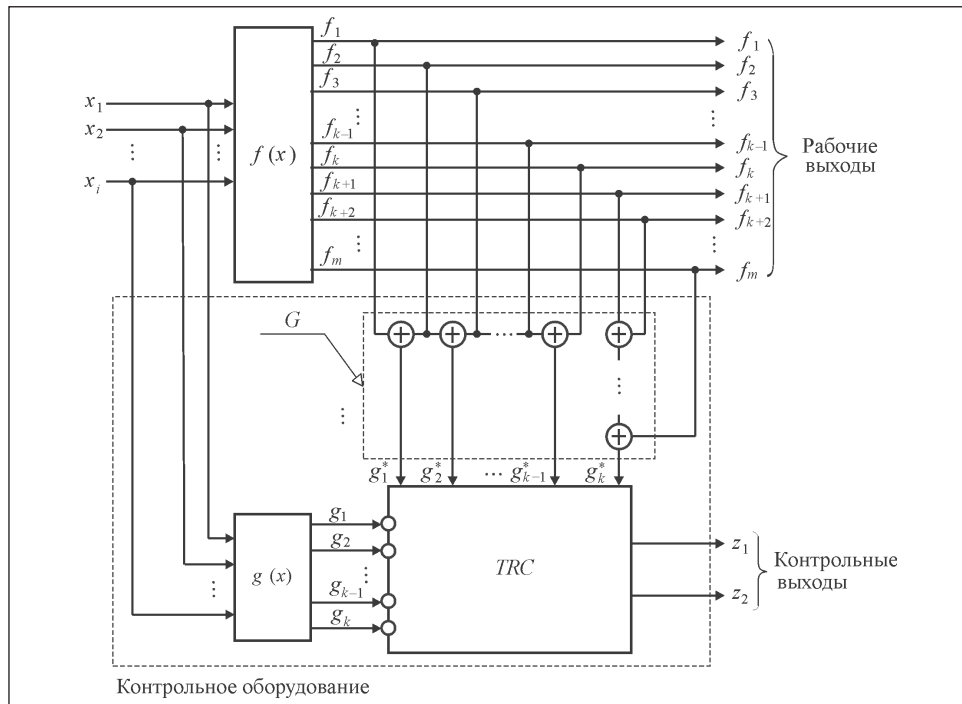 f₁ f₁
f₂ f₂
f₃ f₃
x₁
x₂
⋮ ⋮ ⋮ ⋮
f (x)
fₖ₋₁ fₖ₋₁
Рабочие
выходы
xᵢ
fₖ fₖ
fₖ₊₁ fₖ₊₁
fₖ₊₂ fₖ₊₂
⋮ ⋮
fₘ fₘ
G
+ + ... + +
⋮ ⋮
+
g₁* g₂* ... gₖ₋₁* gₖ*
g₁
g₂
⋮ ⋮
g (x)
gₖ₋₁
gₖ
TRC
z₁
z₂
Контрольные
выходы
Контрольное оборудование